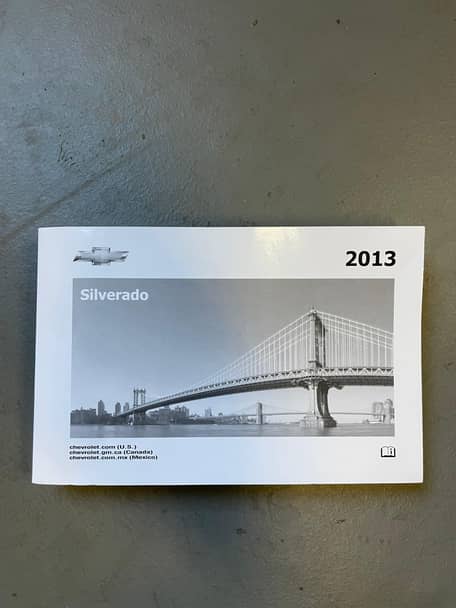 2013
Silverado
chevrolet.com (U.S.)
chevrolet.gm.ca (Canada)
chevrolet.com.mx (Mexico)